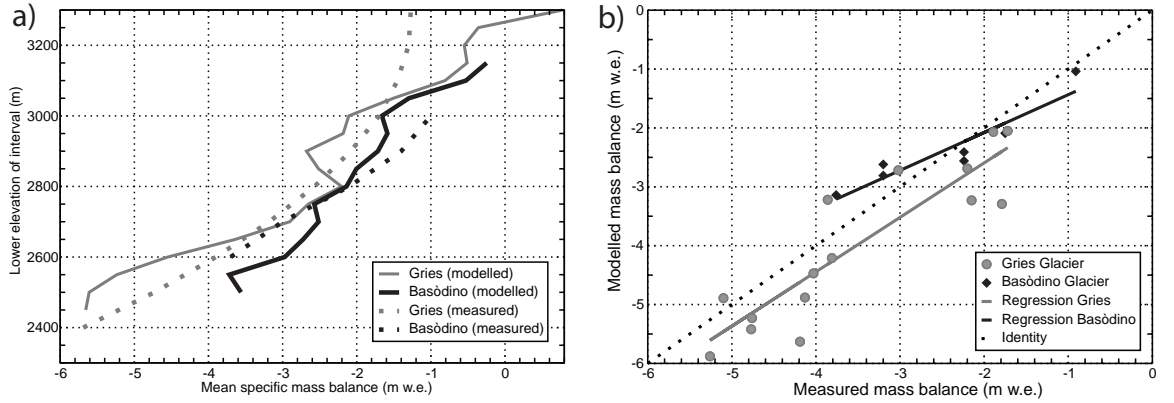 a)
Lower elevation of interval (m)
3200
3000
2800
2600
2400
-6 -5 -4 -3 -2 -1 0
Mean specific mass balance (m w.e.)
Gries (modelled)
Basòdino (modelled)
Gries (measured)
Basòdino (measured)
b)
Modelled mass balance (m w.e.)
0
-1
-2
-3
-4
-5
-6
-6 -5 -4 -3 -2 -1 0
Measured mass balance (m w.e.)
Gries Glacier
Basòdino Glacier
Regression Gries
Regression Basòdino
Identity